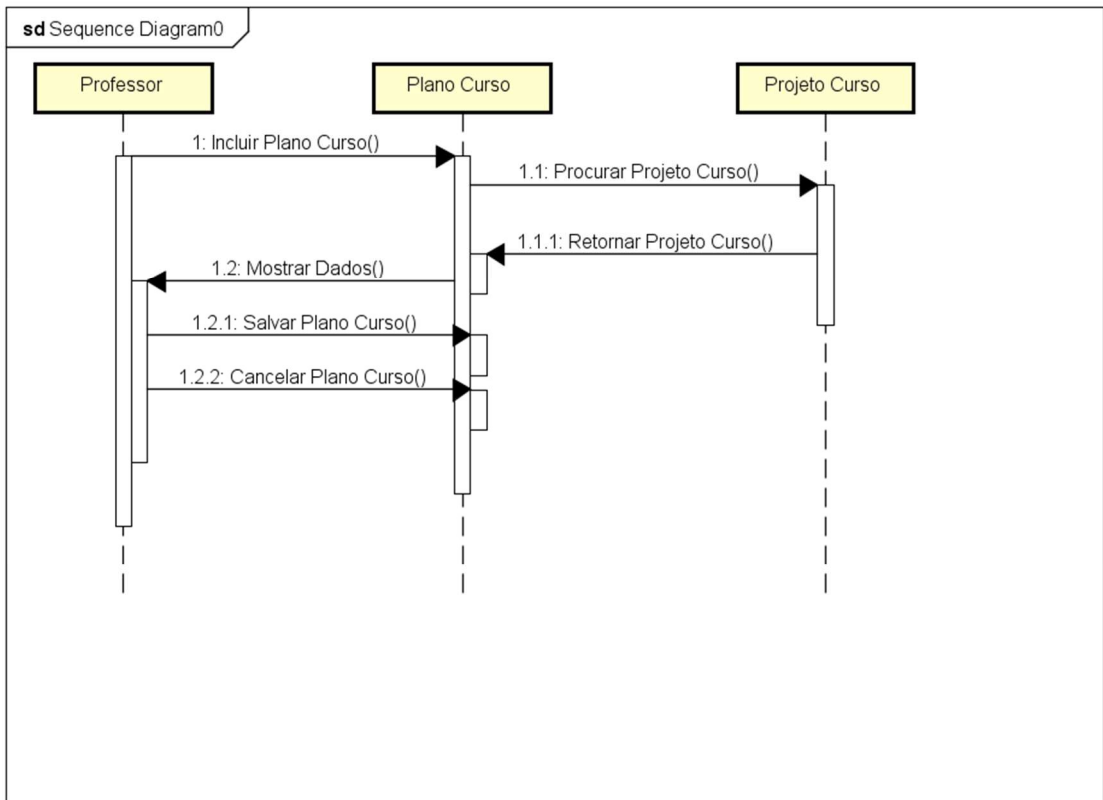 sd Sequence Diagram0
Professor
Plano Curso
Projeto Curso
1: Incluir Plano Curso()
1.1: Procurar Projeto Curso()
1.1.1: Retornar Projeto Curso()
1.2: Mostrar Dados()
1.2.1: Salvar Plano Curso()
1.2.2: Cancelar Plano Curso()